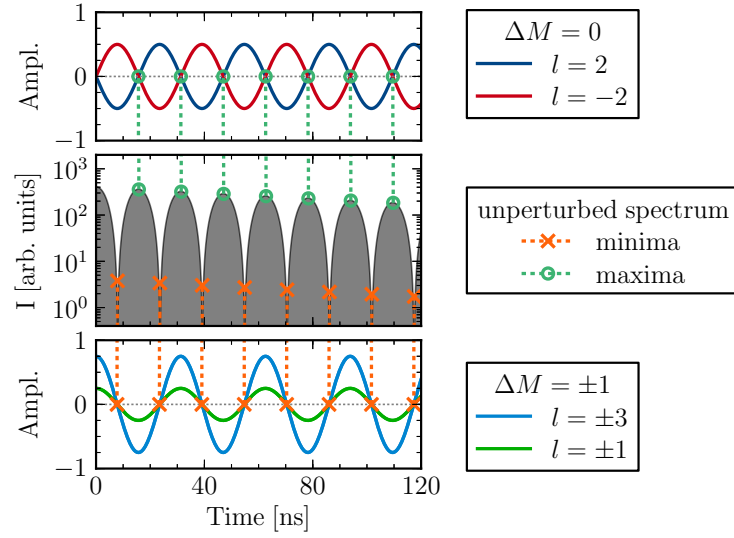 1
0
−1
Ampl.
ΔM = 0
l = 2
l = −2
10³
10²
10¹
10⁰
I [arb. units]
unperturbed spectrum
minima
maxima
1
0
−1
Ampl.
0
40
80
120
Time [ns]
ΔM = ±1
l = ±3
l = ±1